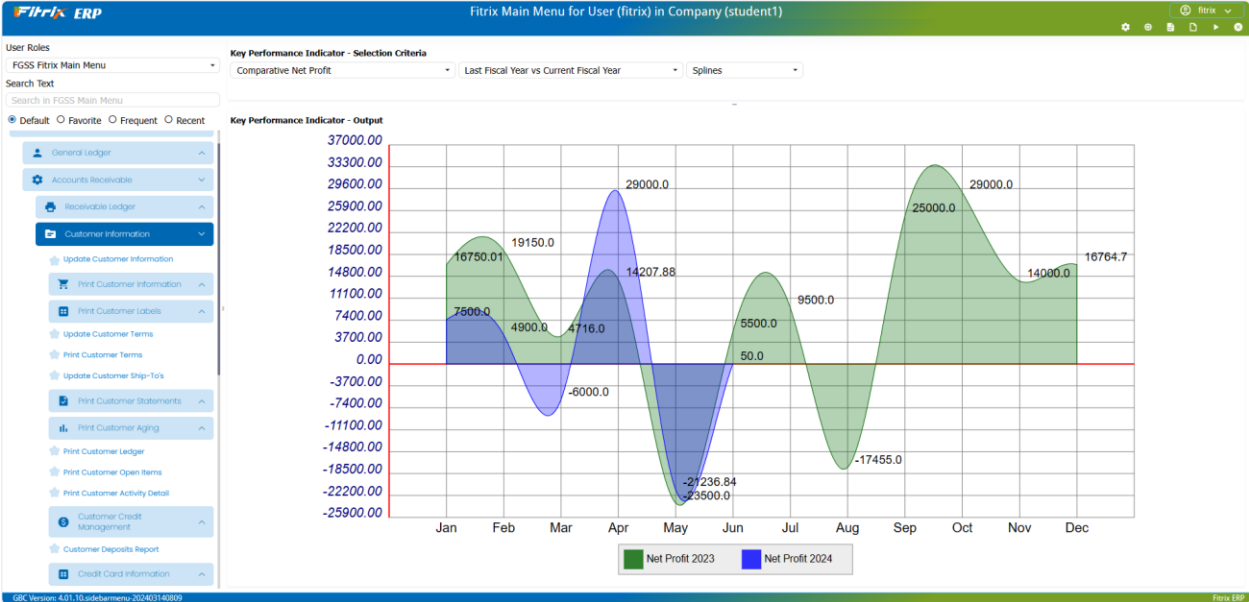 Fitrix ERP
Fitrix Main Menu for User (fitrix) in Company (student1)
fitrix
User Roles
FGSS Fitrix Main Menu
Search Text
Search in FGSS Main Menu
Default Favorite Frequent Recent
General Ledger
Accounts Receivable
Receivable Ledger
Customer Information
Update Customer Information
Print Customer Information
Print Customer Labels
Update Customer Terms
Print Customer Terms
Update Customer Ship-To's
Print Customer Statements
Print Customer Aging
Print Customer Ledger
Print Customer Open Items
Print Customer Activity Detail
Customer Credit
Management
Customer Deposits Report
Credit Card Information
Key Performance Indicator - Selection Criteria
Comparative Net Profit Last Fiscal Year vs Current Fiscal Year Splines
Key Performance Indicator - Output
37000.00
33300.00
29600.00
25900.00
22200.00
18500.00
14800.00
11100.00
7400.00
3700.00
0.00
-3700.00
-7400.00
-11100.00
-14800.00
-18500.00
-22200.00
-25900.00
16750.01
19150.0
4716.0
14207.88
-23500.0
5500.0
9500.0
-17455.0
25000.0
29000.0
14000.0
16764.7
7500.0
4900.0
-6000.0
29000.0
-21236.84
50.0
Jan Feb Mar Apr May Jun Jul Aug Sep Oct Nov Dec
Net Profit 2023 Net Profit 2024
GBC Version: 4.01.10.sidebarmenu-202403140809
Fitrix ERP